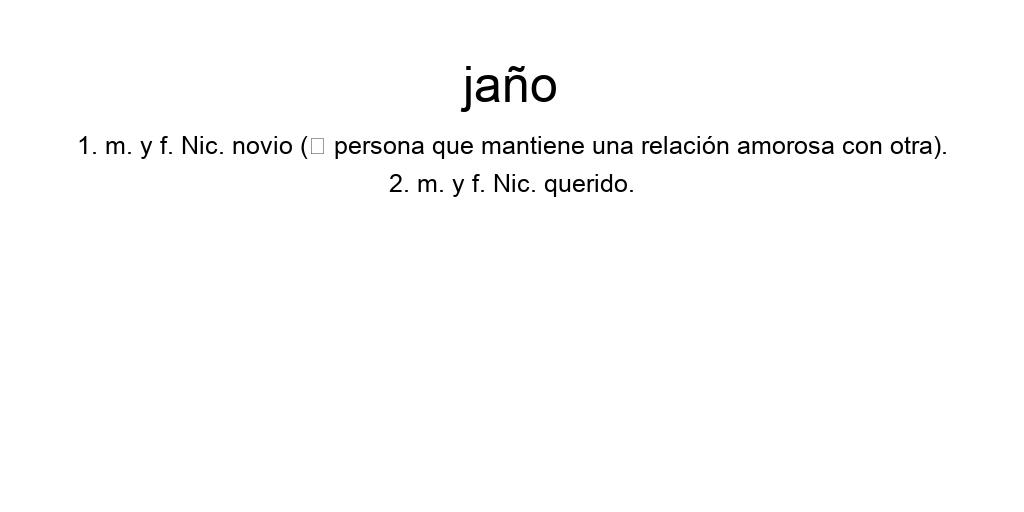 jaño
1. m. y f. Nic. novio (□ persona que mantiene una relación amorosa con otra).
2. m. y f. Nic. querido.